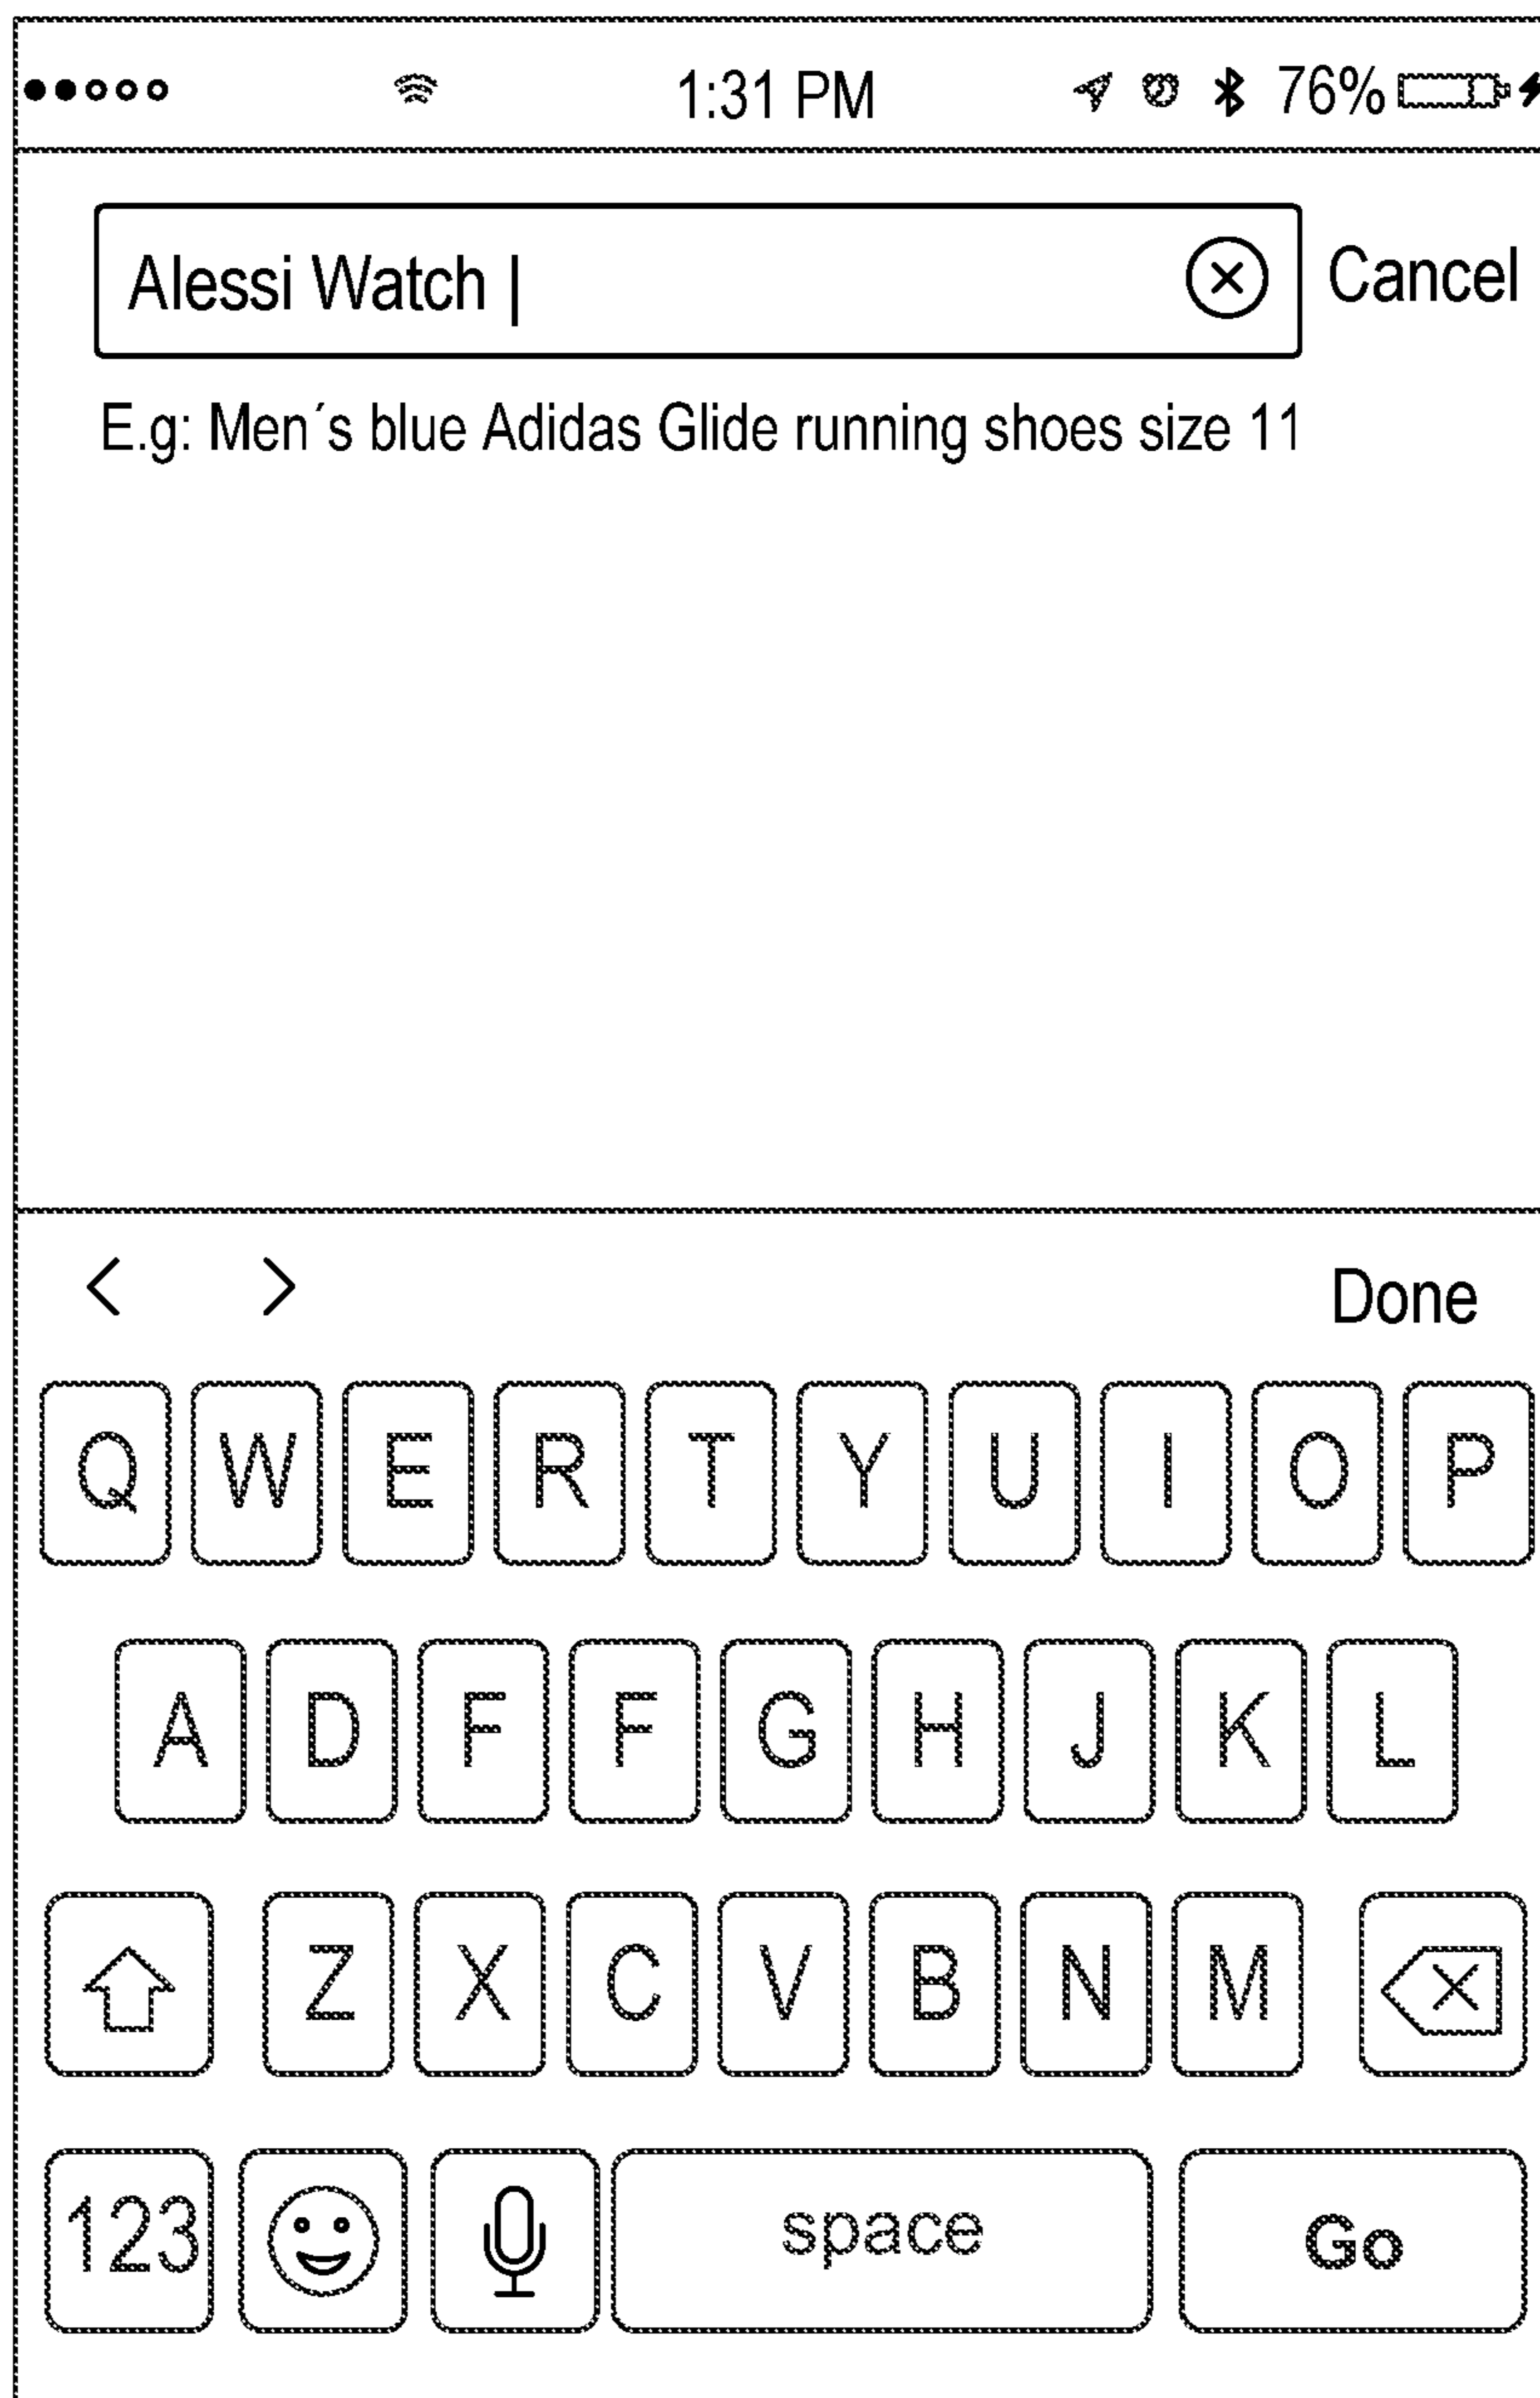 1:31 PM 76%
Alessi Watch | Cancel
E.g: Men´s blue Adidas Glide running shoes size 11
< > Done
Q W E R T Y U I O P
A D F F G H J K L
Z X C V B N M
123 space Go